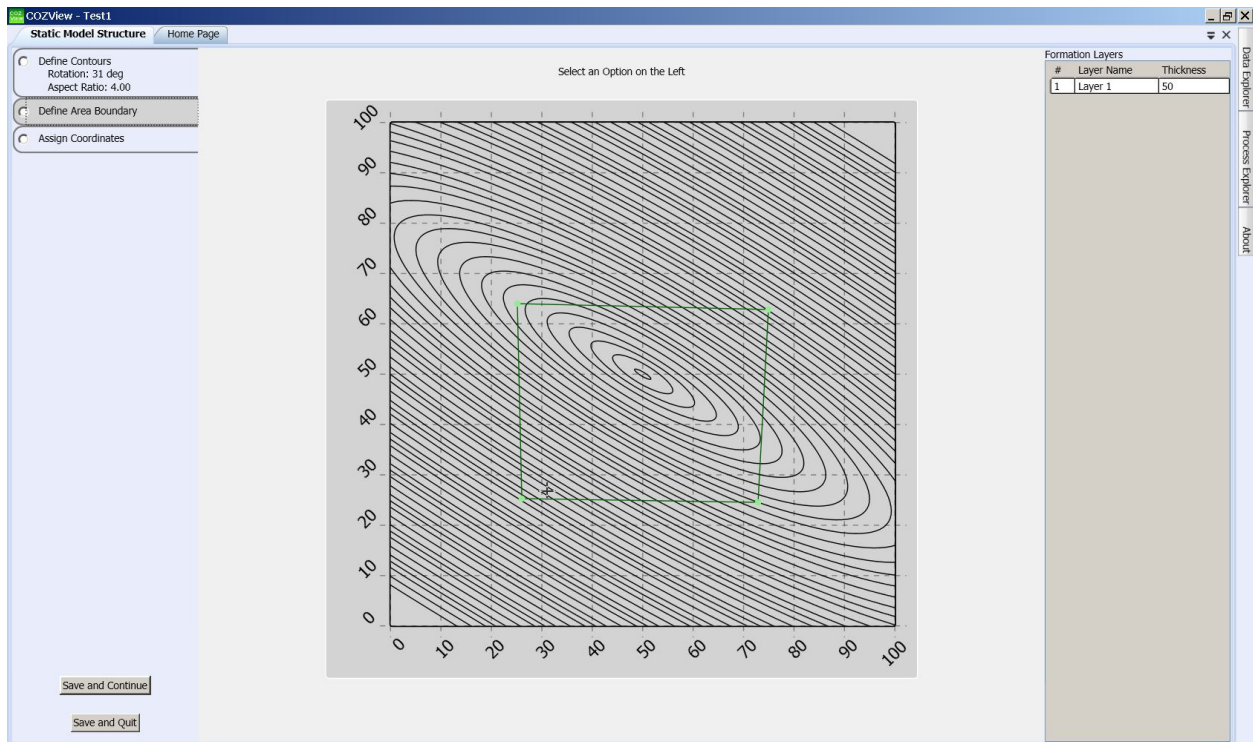 COZ View COZView - Test1
Static Model Structure Home Page
Define Contours
Rotation: 31 deg
Aspect Ratio: 4.00
Define Area Boundary
Assign Coordinates
Select an Option on the Left
100
90
80
70
60
50
40
30
20
10
0
0 10 20 30 40 50 60 70 80 90 100
Save and Continue
Save and Quit
Formation Layers
# Layer Name Thickness
1 Layer 1 50
Data Explorer
Process Explorer
About